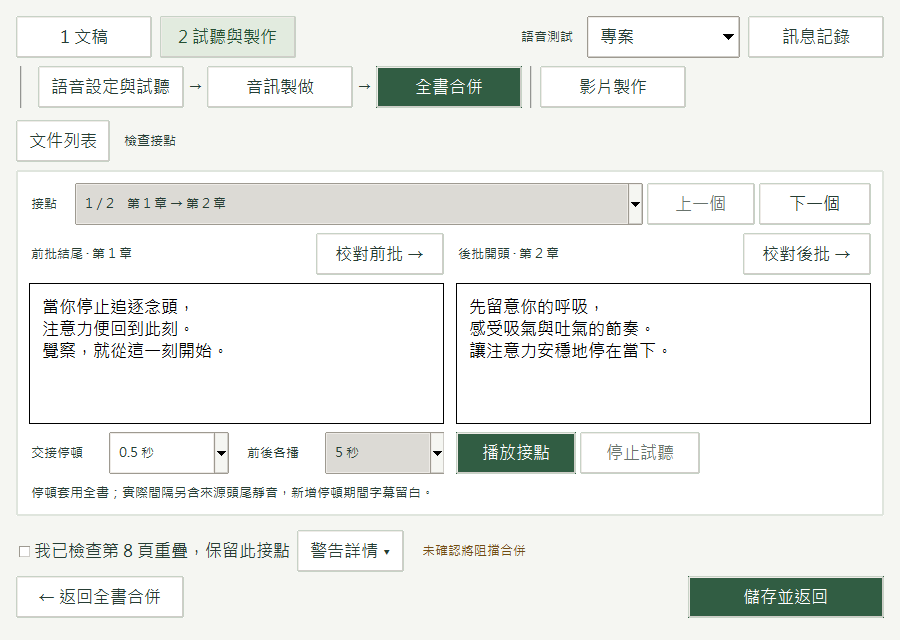 1 文稿
2 試聽與製作
語音測試
專案
訊息記錄
語音設定與試聽
→
音訊製做
→
全書合併
影片製作
文件列表
檢查接點
接點
1 / 2 第 1 章 → 第 2 章
上一個
下一個
前批結尾 · 第 1 章
校對前批 →
後批開頭 · 第 2 章
校對後批 →
當你停止追逐念頭，
注意力便回到此刻。
覺察，就從這一刻開始。
先留意你的呼吸，
感受吸氣與吐氣的節奏。
讓注意力安穩地停在當下。
交接停頓
0.5 秒
前後各播
5 秒
播放接點
停止試聽
停頓套用全書；實際間隔另含來源頭尾靜音，新增停頓期間字幕留白。
我已檢查第 8 頁重疊，保留此接點
警告詳情 ▾
未確認將阻擋合併
← 返回全書合併
儲存並返回